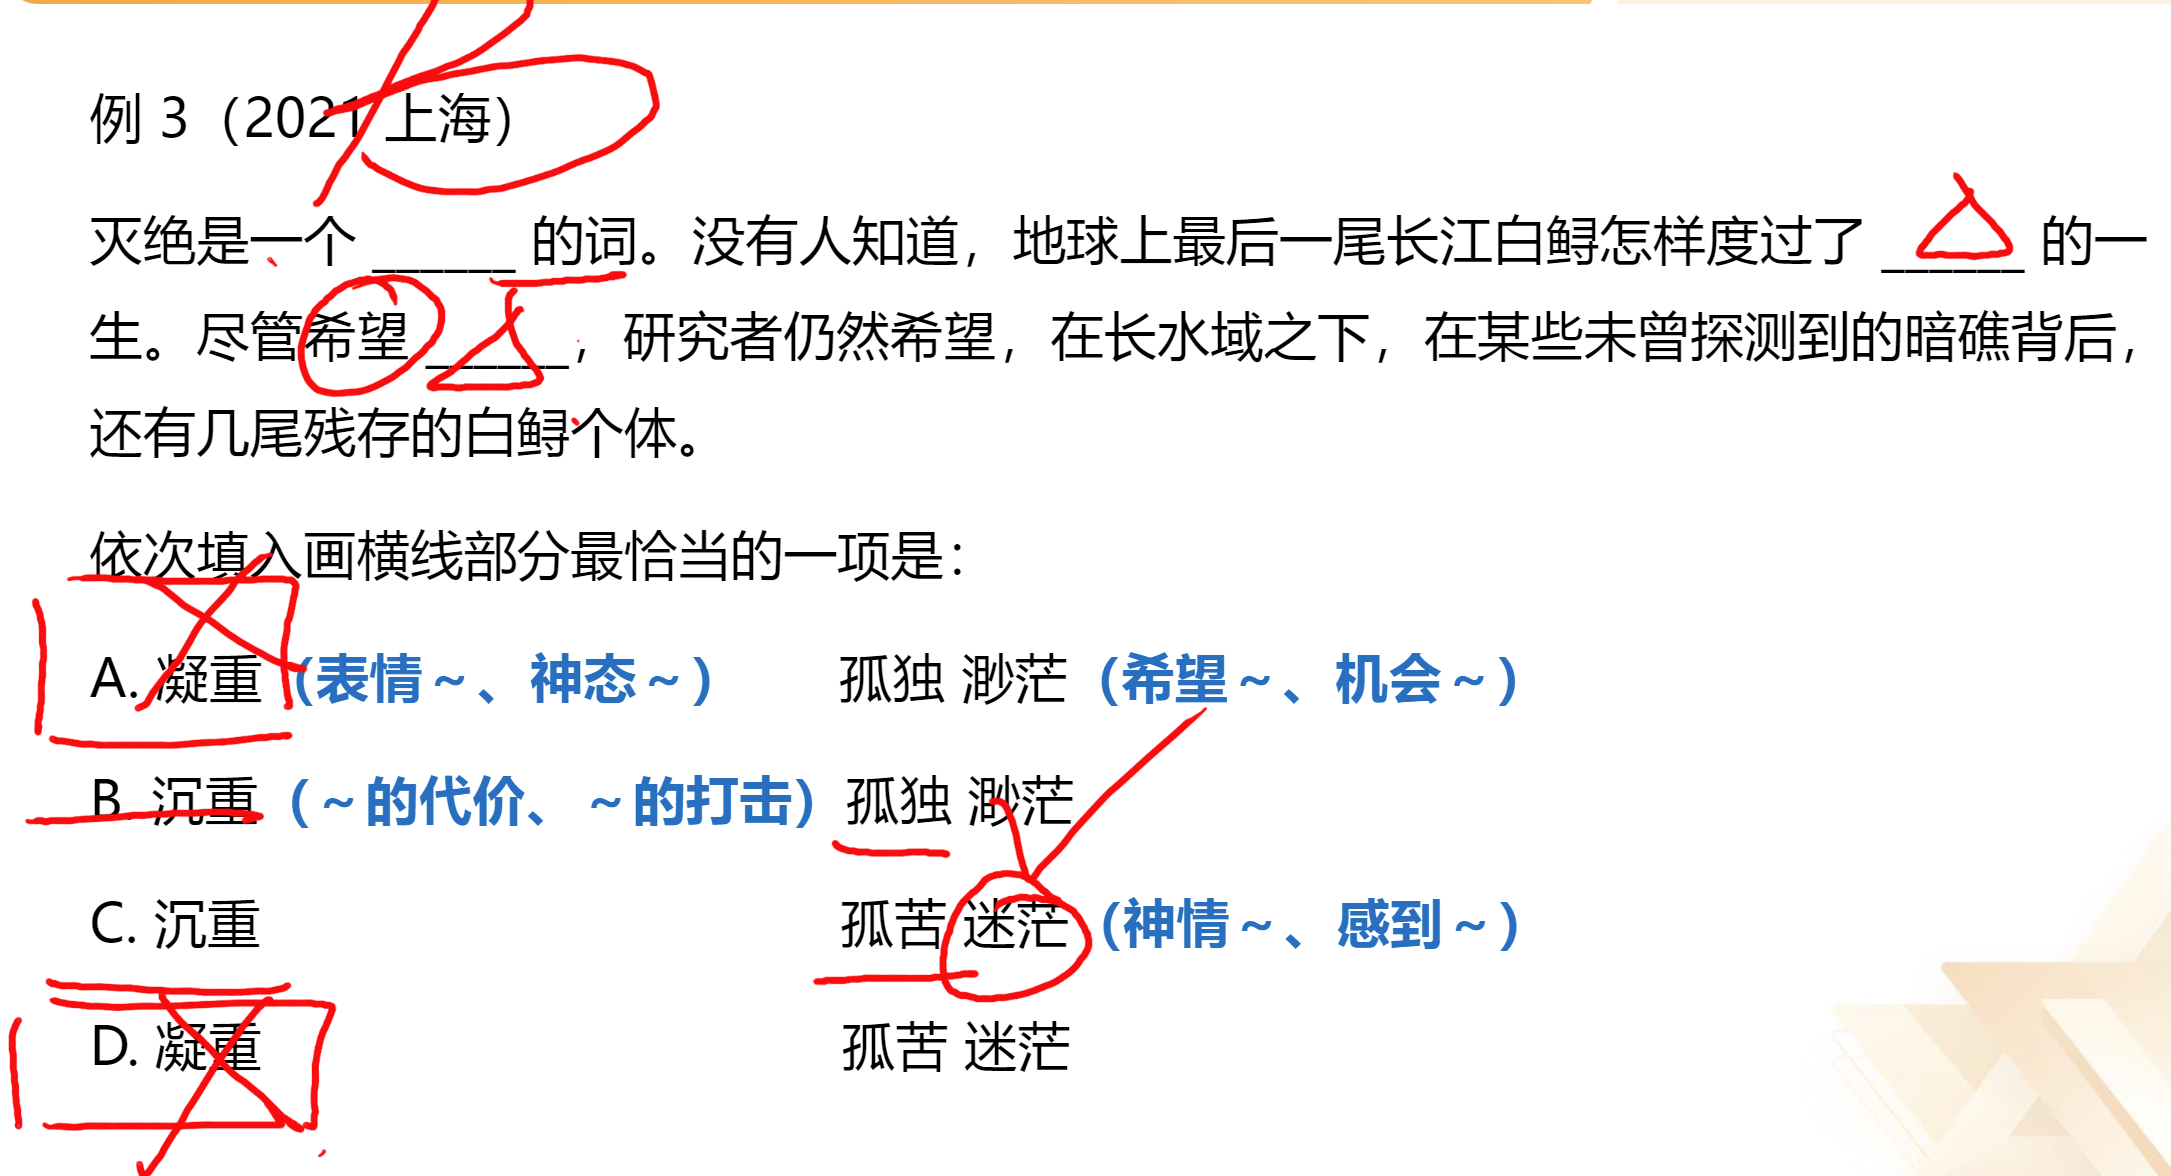 例 3（2021 上海）
灭绝是一个 ______ 的词。没有人知道，地球上最后一尾长江白鲟怎样度过了 ______ 的一
生。尽管希望 ______，研究者仍然希望，在长水域之下，在某些未曾探测到的暗礁背后，
还有几尾残存的白鲟个体。
依次填入画横线部分最恰当的一项是：
A. 凝重（表情～、神态～） 孤独 渺茫（希望～、机会～）
B. 沉重（～的代价、～的打击）孤独 渺茫
C. 沉重 孤苦 迷茫（神情～、感到～）
D. 凝重 孤苦 迷茫